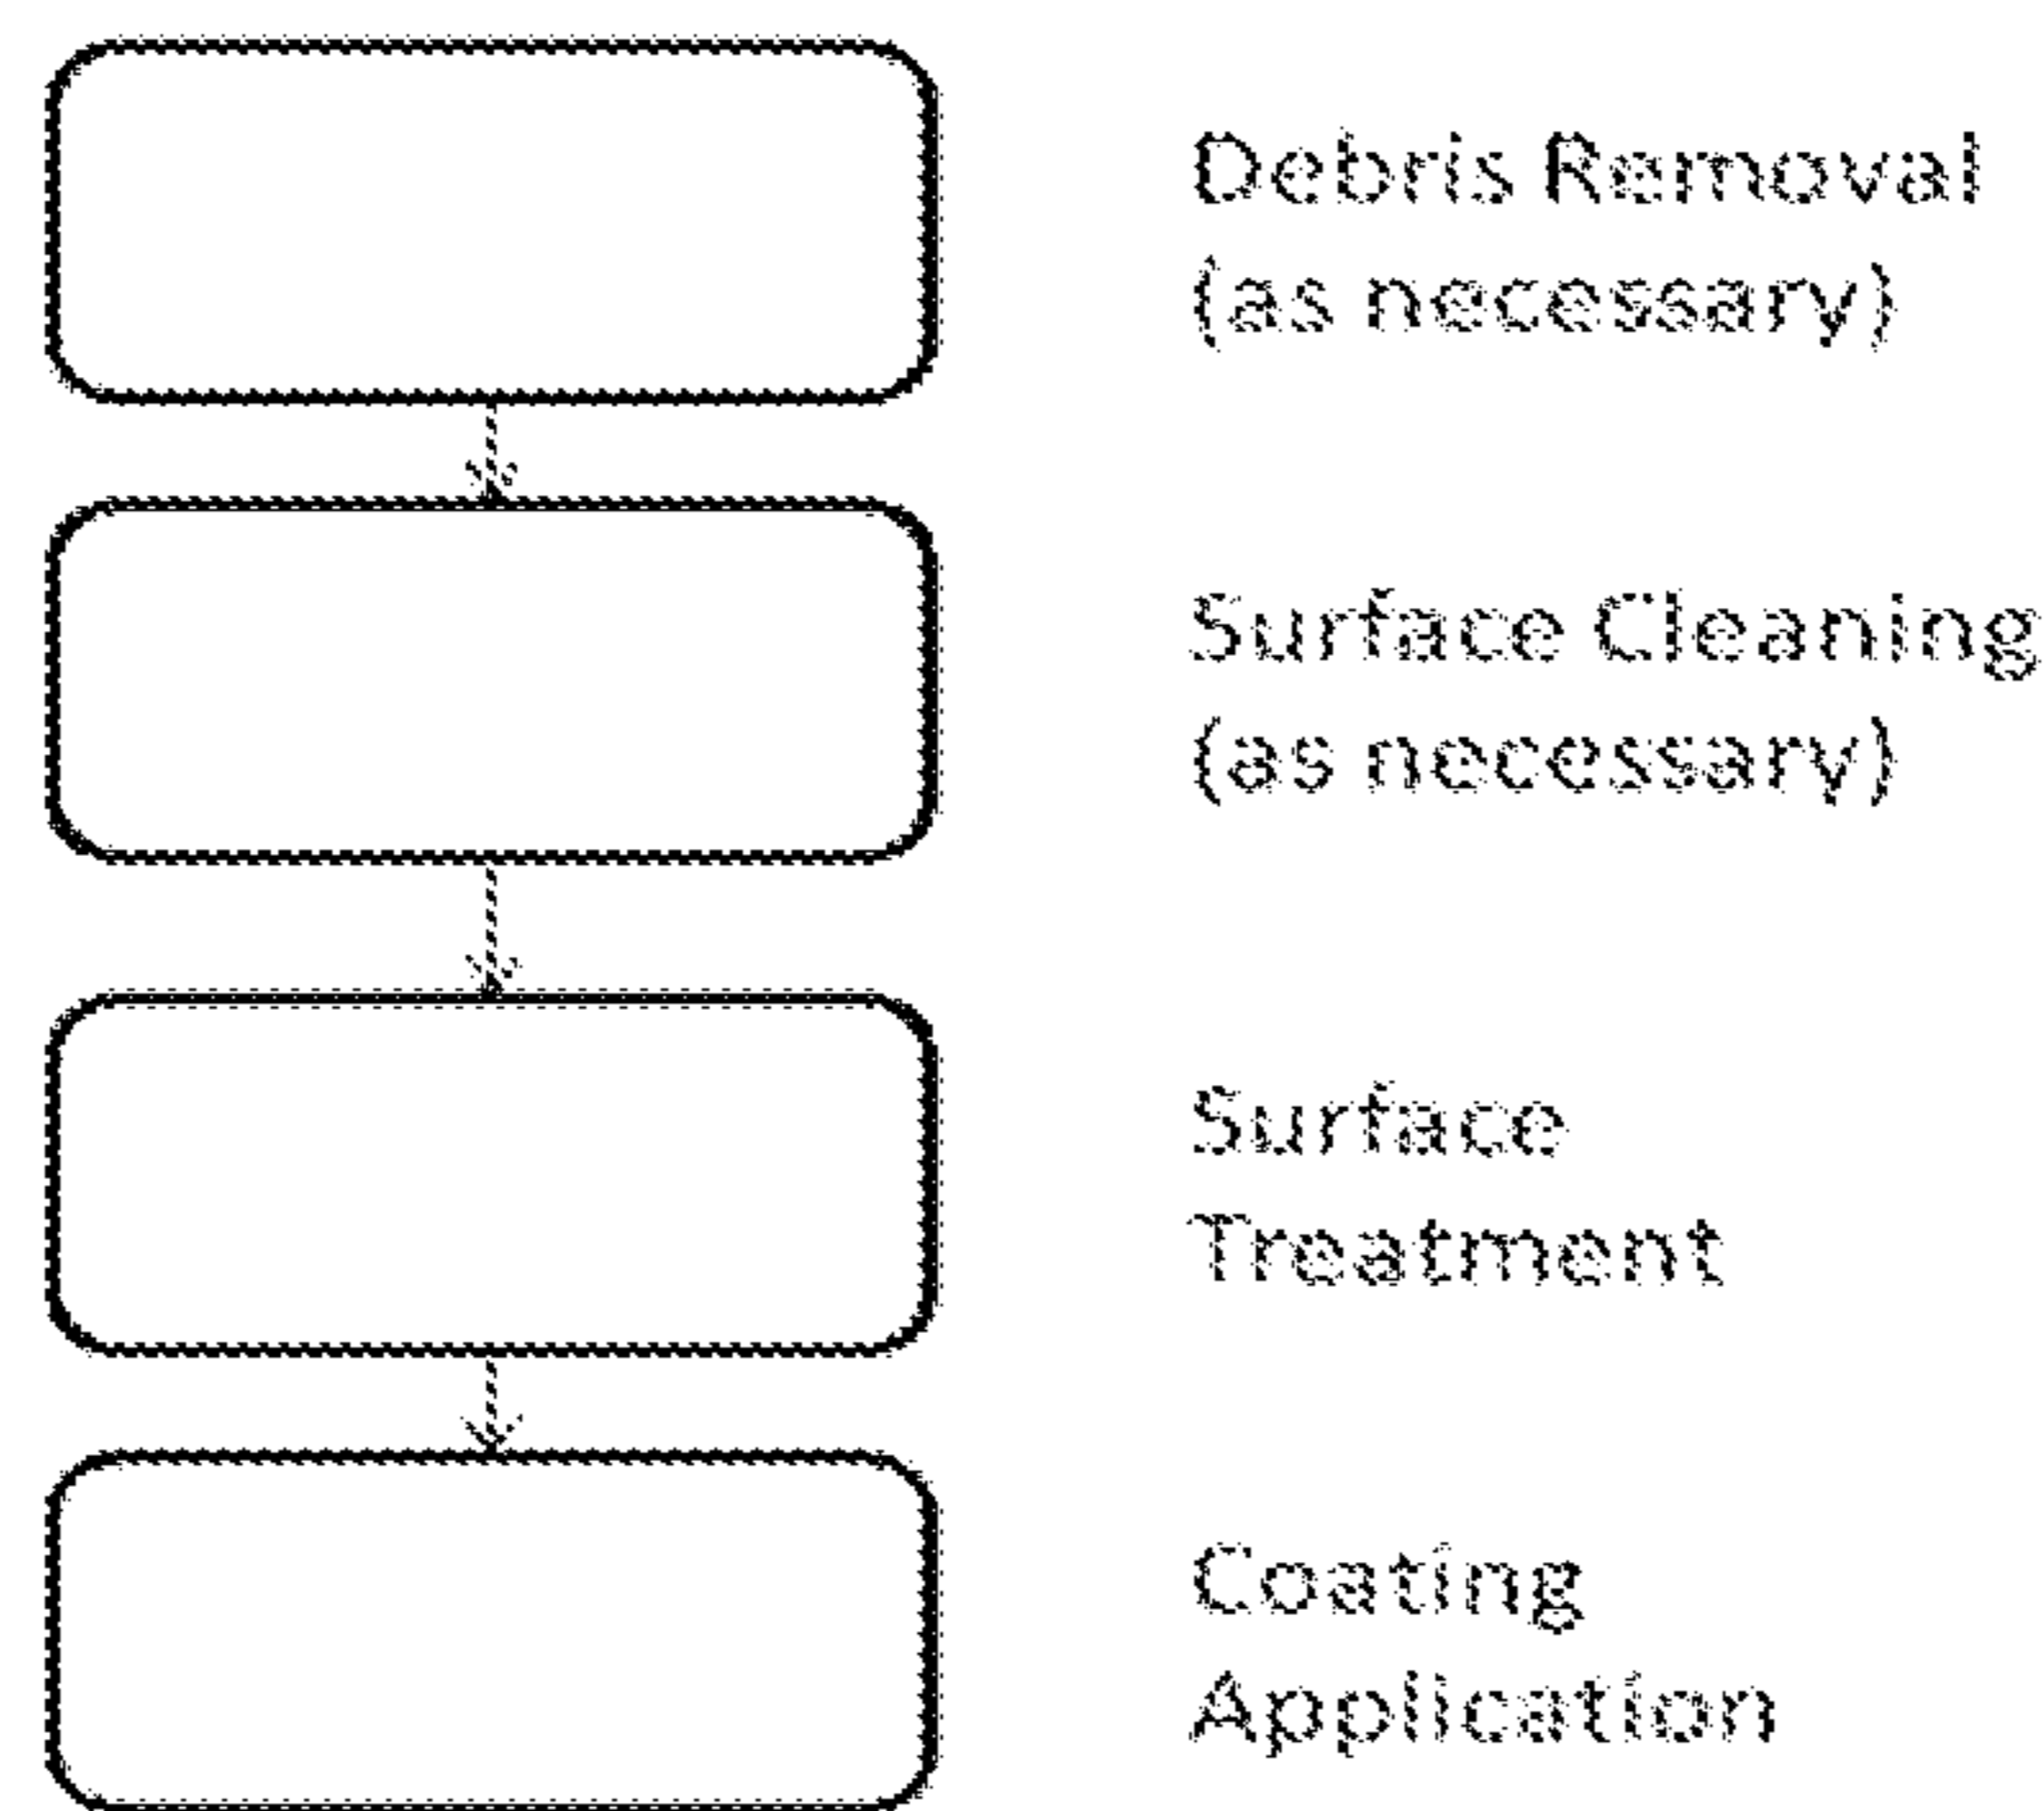 Debris Removal
(as necessary)
Surface Cleaning
(as necessary)
Surface
Treatment
Coating
Application